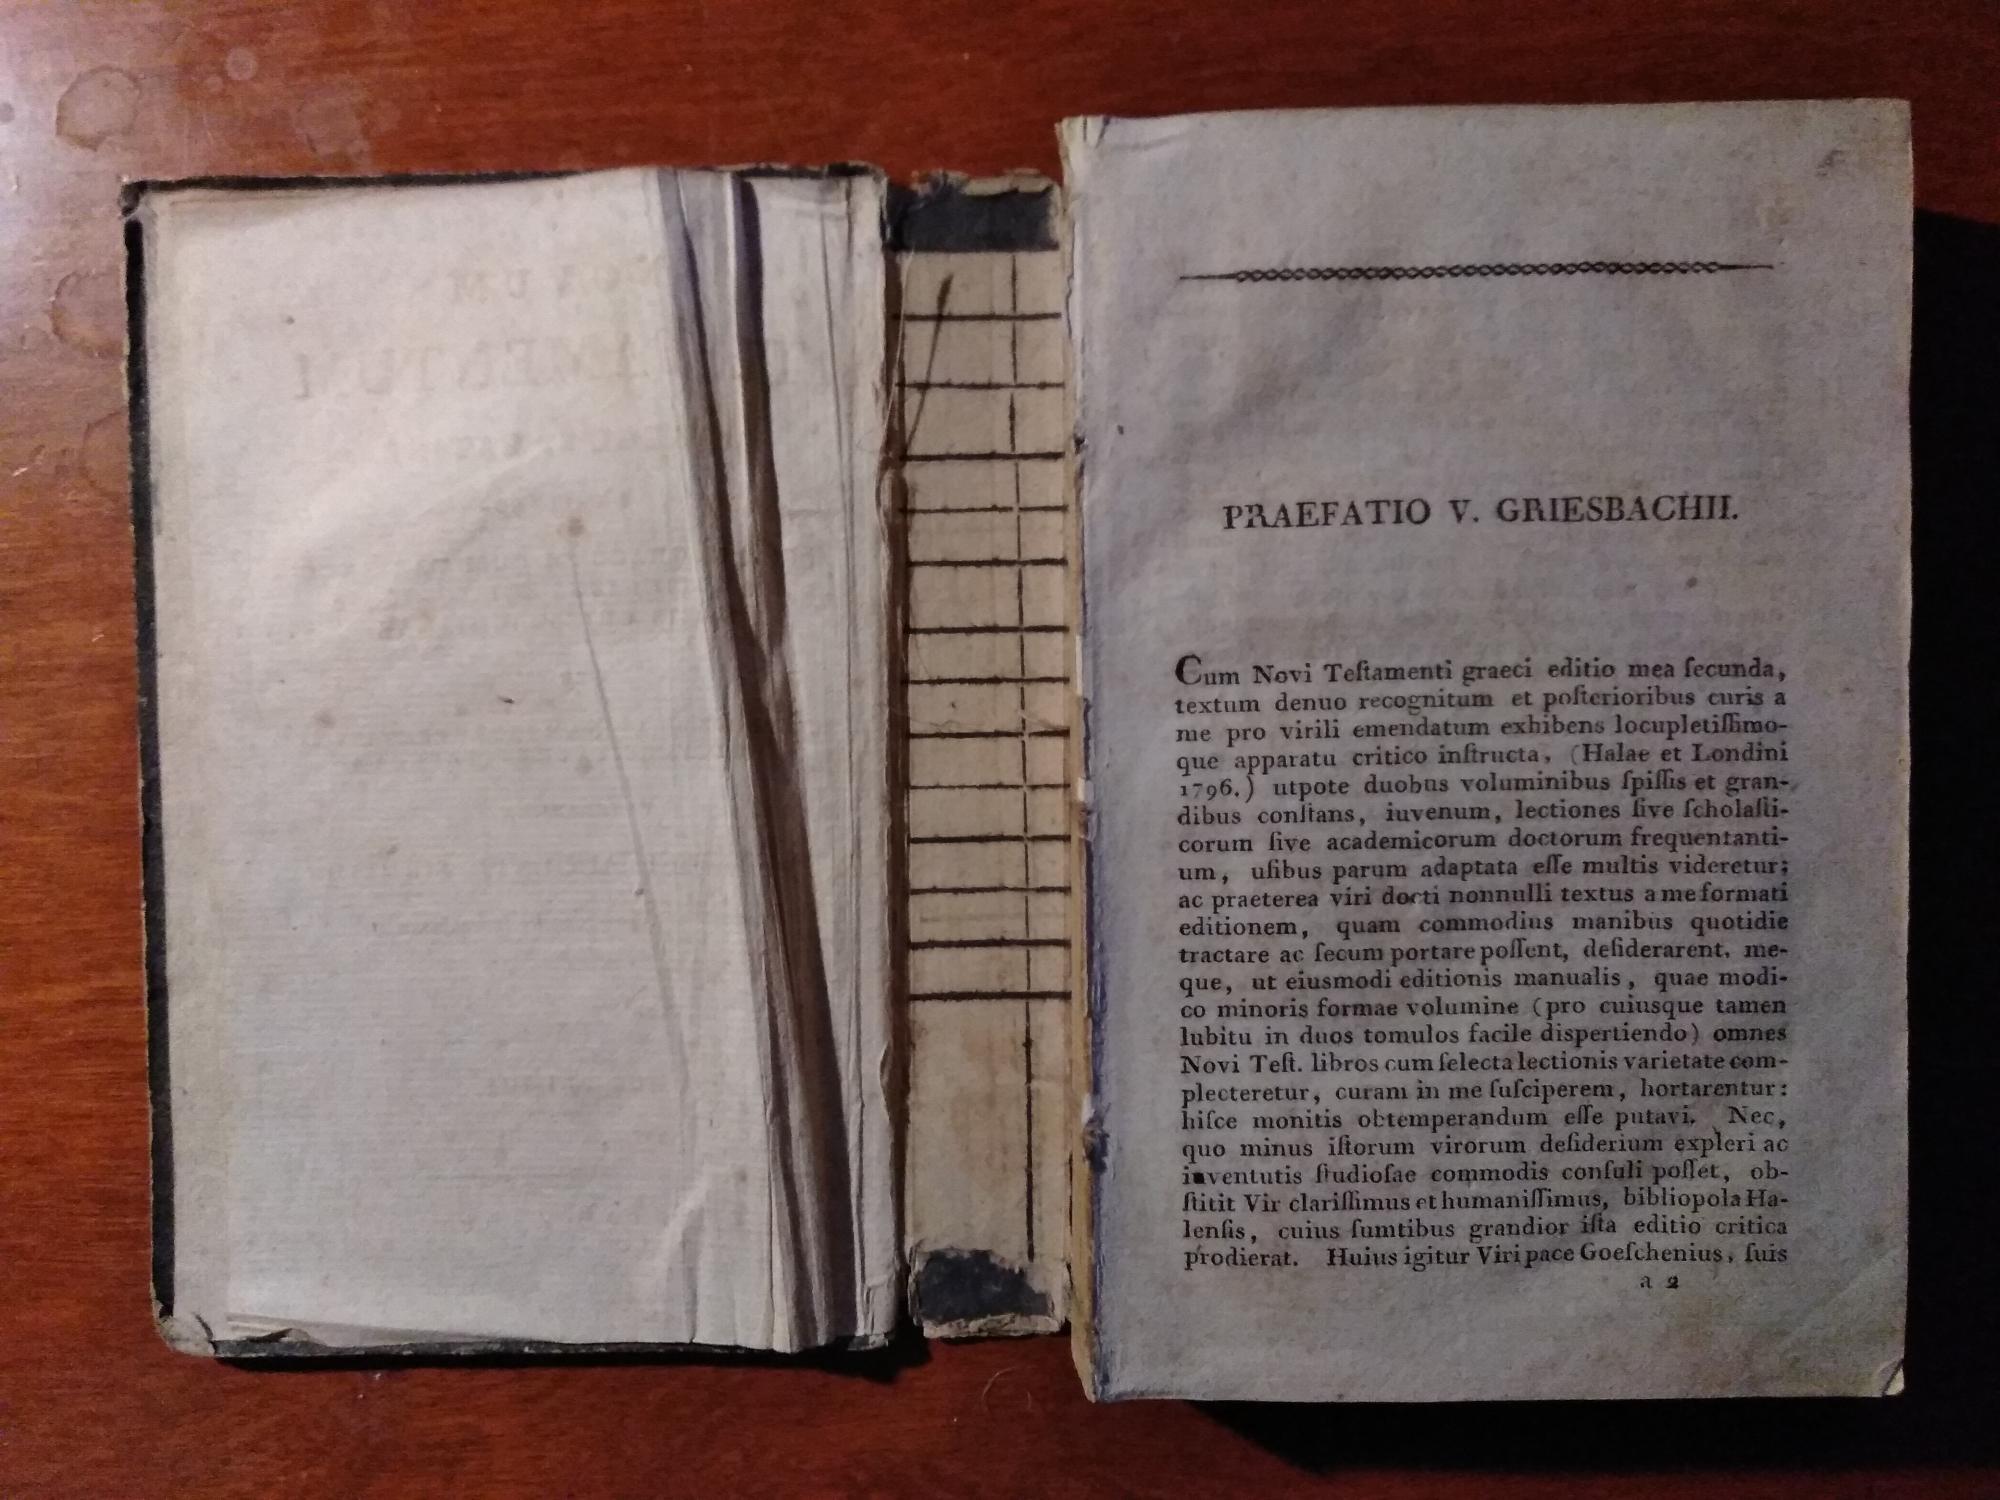 PRAEFATIO V. GRIESBACHII.
Cum Novi Teſtamenti graeci editio mea ſecunda,
textum denuo recognitum et poſterioribus curis a
me pro virili emendatum exhibens locupletiſſimo-
que apparatu critico inſtructa, (Halae et Londini
1796.) utpote duobus voluminibus ſpiſſis et gran-
dibus conſtans, iuvenum, lectiones ſive ſcholaſti-
corum ſive academicorum doctorum frequentanti-
um, uſibus parum adaptata eſſe multis videretur;
ac praeterea viri docti nonnulli textus a me formati
editionem, quam commodius manibus quotidie
tractare ac ſecum portare poſſent, deſiderarent, me-
que, ut eiusmodi editionis manualis, quae modi-
co minoris formae volumine (pro cuiusque tamen
lubitu in duos tomulos facile dispertiendo) omnes
Novi Teſt. libros cum ſelecta lectionis varietate com-
plecteretur, curam in me ſuſciperem, hortarentur:
hiſce monitis obtemperandum eſſe putavi. Nec,
quo minus iſtorum virorum deſiderium expleri ac
iuventutis ſtudioſae commodis conſuli poſſet, ob-
ſtitit Vir clariſſimus et humaniſſimus, bibliopola Ha-
lenſis, cuius ſumtibus grandior iſta editio critica
prodierat. Huius igitur Viri pace Goeſchenius, ſuis
a 2